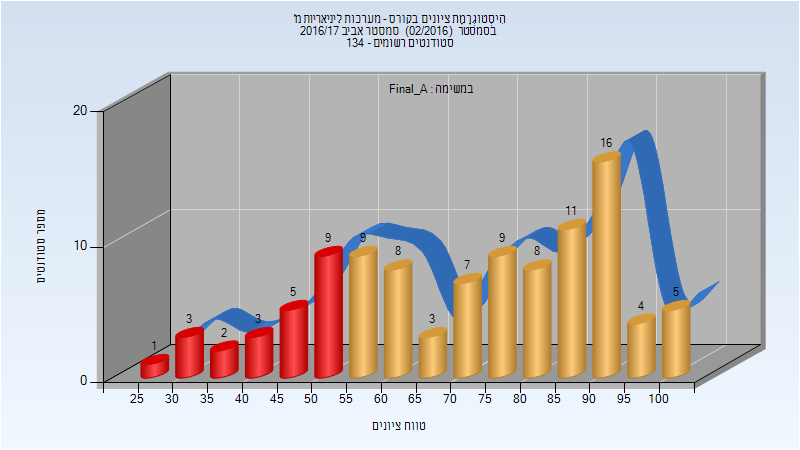 היסטוגרמת ציונים בקורס - מערכות ליניאריות מ'
בסמסטר (02/2016) סמסטר אביב 2016/17
סטודנטים רשומים - 134
במשימה : Final_A
מספר סטודנטים
20
10
0
1 3 2 3 5 9 9 8 3 7 9 8 11 16 4 5
25 30 35 40 45 50 55 60 65 70 75 80 85 90 95 100
טווח ציונים